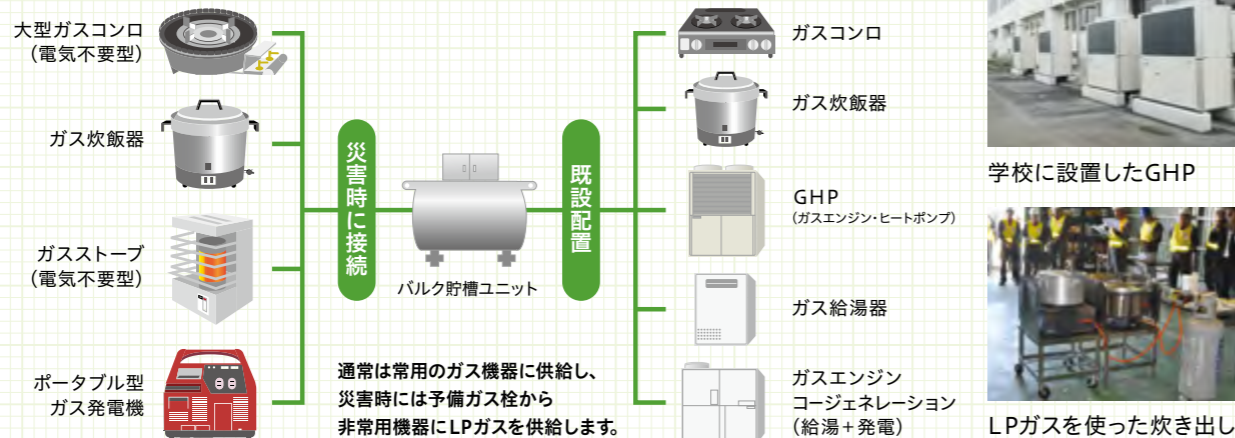 大型ガスコンロ
(電気不要型)
ガス炊飯器
ガスストーブ
(電気不要型)
ポータブル型
ガス発電機
災害時に接続
バルク貯槽ユニット
既設配置
通常は常用のガス機器に供給し、
災害時には予備ガス栓から
非常用機器にLPガスを供給します。
ガスコンロ
ガス炊飯器
GHP
(ガスエンジン・ヒートポンプ)
ガス給湯器
ガスエンジン
コージェネレーション
(給湯+発電)
学校に設置したGHP
LPガスを使った炊き出し